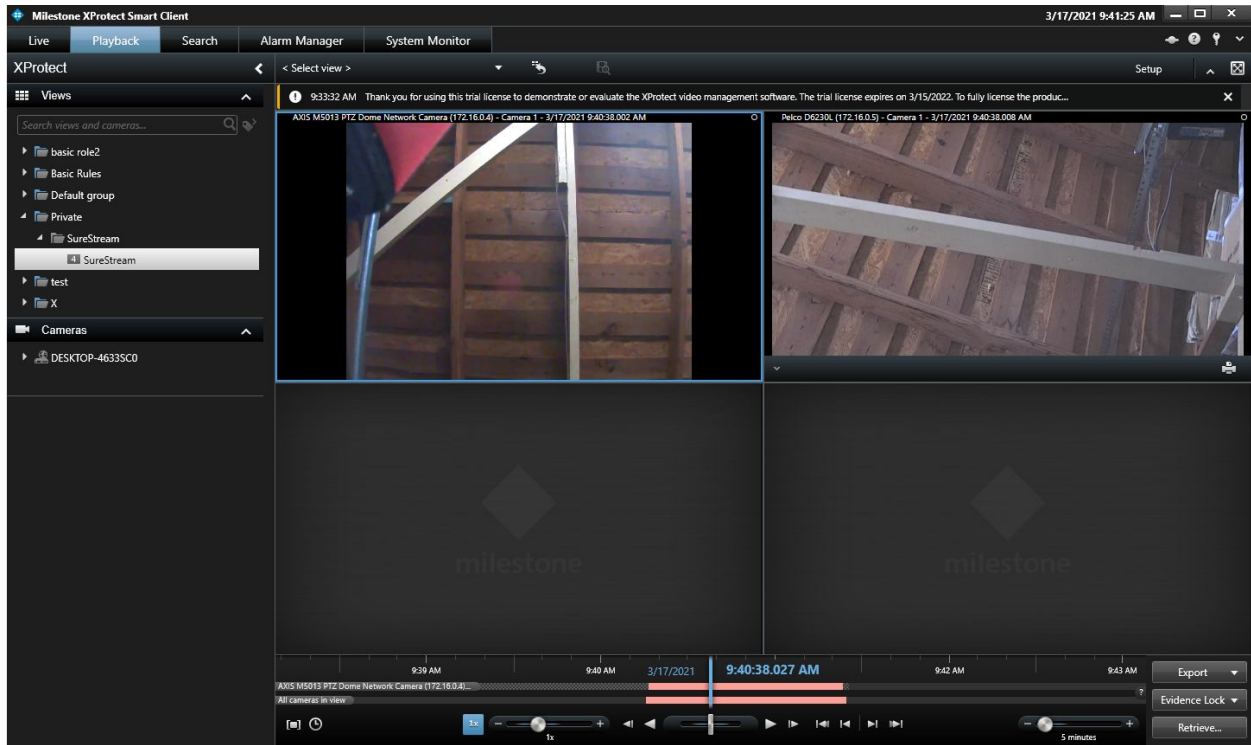 Milestone XProtect Smart Client
3/17/2021 9:41:25 AM
Live
Playback
Search
Alarm Manager
System Monitor
XProtect
< Select view >
Setup
Views
9:33:32 AM Thank you for using this trial license to demonstrate or evaluate the XProtect video management software. The trial license expires on 3/15/2022. To fully license the produc...
Search views and cameras...
AXIS M5013 PTZ Dome Network Camera (172.16.0.4) - Camera 1 - 3/17/2021 9:40:38.002 AM
Pelco D6230L (172.16.0.5) - Camera 1 - 3/17/2021 9:40:38.008 AM
basic role2
Basic Rules
Default group
Private
SureStream
4 SureStream
test
X
Cameras
DESKTOP-4633SC0
milestone
milestone
9:39 AM
9:40 AM
3/17/2021
9:40:38.027 AM
9:42 AM
9:43 AM
AXIS M5013 PTZ Dome Network Camera (172.16.0.4)...
All cameras in view
?
Export
Evidence Lock
Retrieve...
1x
1x
5 minutes